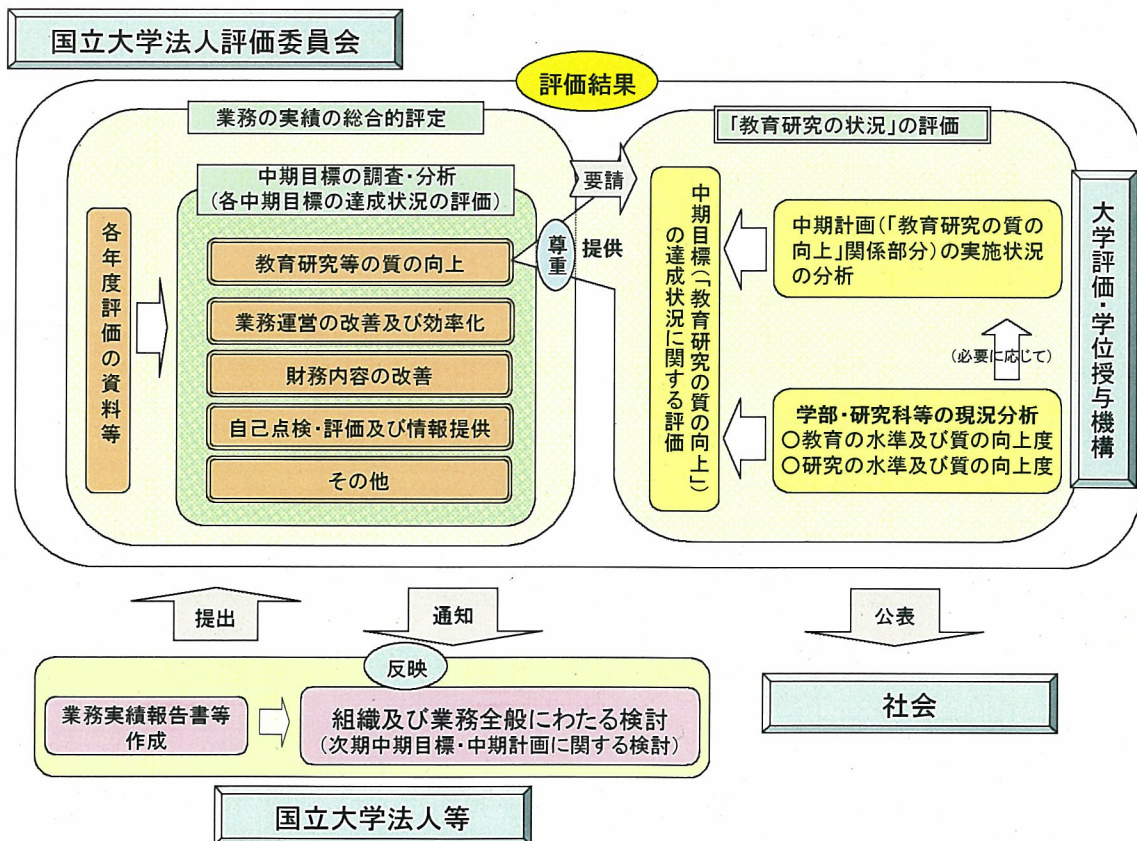 国立大学法人評価委員会
評価結果
業務の実績の総合的評定
中期目標の調査・分析
(各中期目標の達成状況の評価)
各年度評価の資料等
教育研究等の質の向上
業務運営の改善及び効率化
財務内容の改善
自己点検・評価及び情報提供
その他
要請
尊重
提供
「教育研究の状況」の評価
中期目標(「教育研究の質の向上」)
の達成状況に関する評価
中期計画(「教育研究の質の
向上」関係部分)の実施状況
の分析
(必要に応じて)
学部・研究科等の現況分析
○教育の水準及び質の向上度
○研究の水準及び質の向上度
大学評価・学位授与機構
提出
通知
公表
反映
業務実績報告書等
作成
組織及び業務全般にわたる検討
(次期中期目標・中期計画に関する検討)
社会
国立大学法人等